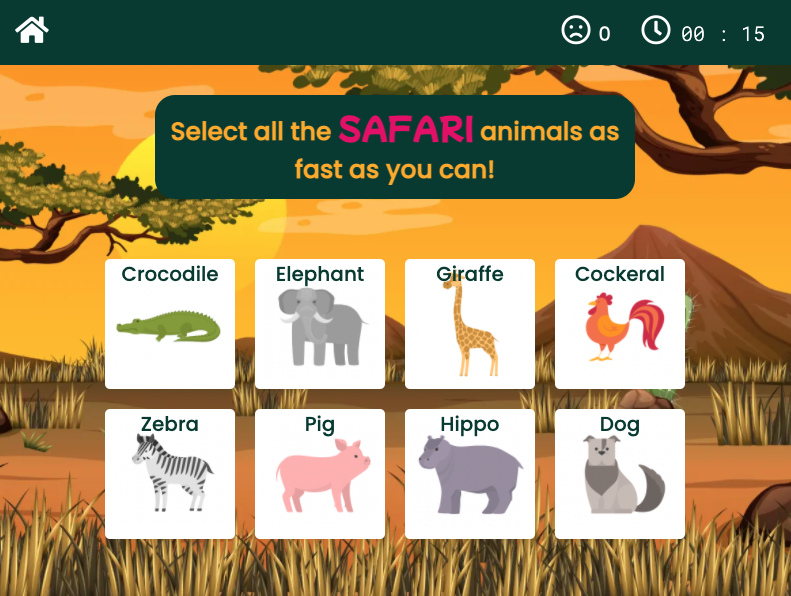 0 00 : 15
Select all the SAFARI animals as
fast as you can!
Crocodile Elephant Giraffe Cockeral
Zebra Pig Hippo Dog